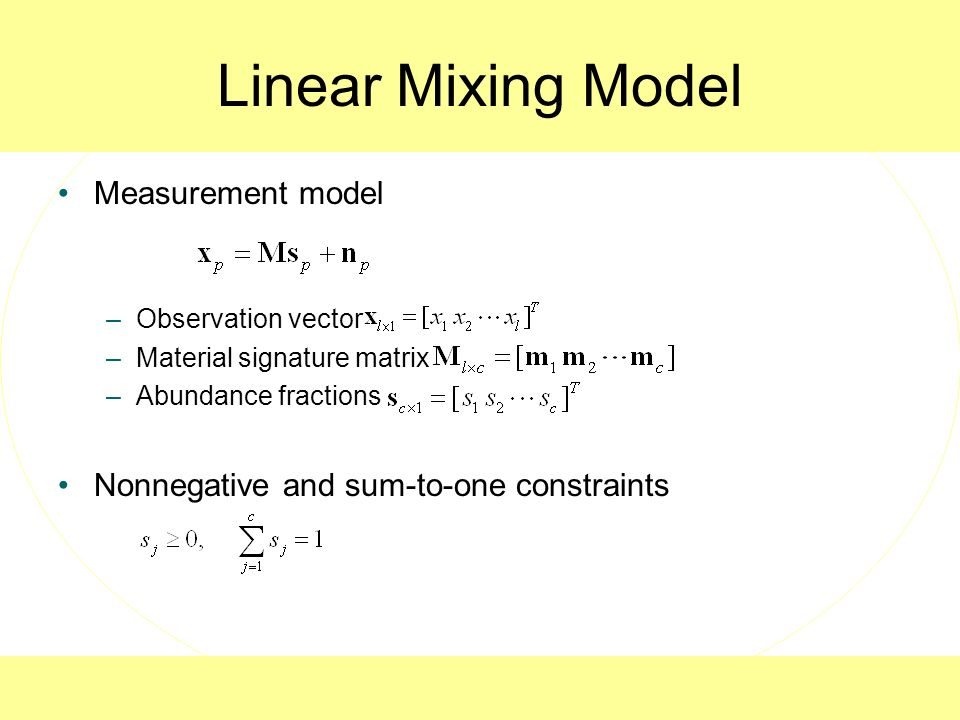 Linear Mixing Model
• Measurement model
x_p = Ms_p + n_p
– Observation vector x_{l×1} = [x_1 x_2 ⋯ x_l]^T
– Material signature matrix M_{l×c} = [m_1 m_2 ⋯ m_c]
– Abundance fractions s_{c×1} = [s_1 s_2 ⋯ s_c]^T
• Nonnegative and sum-to-one constraints
s_j ≥ 0, ∑_{j=1}^{c} s_j = 1